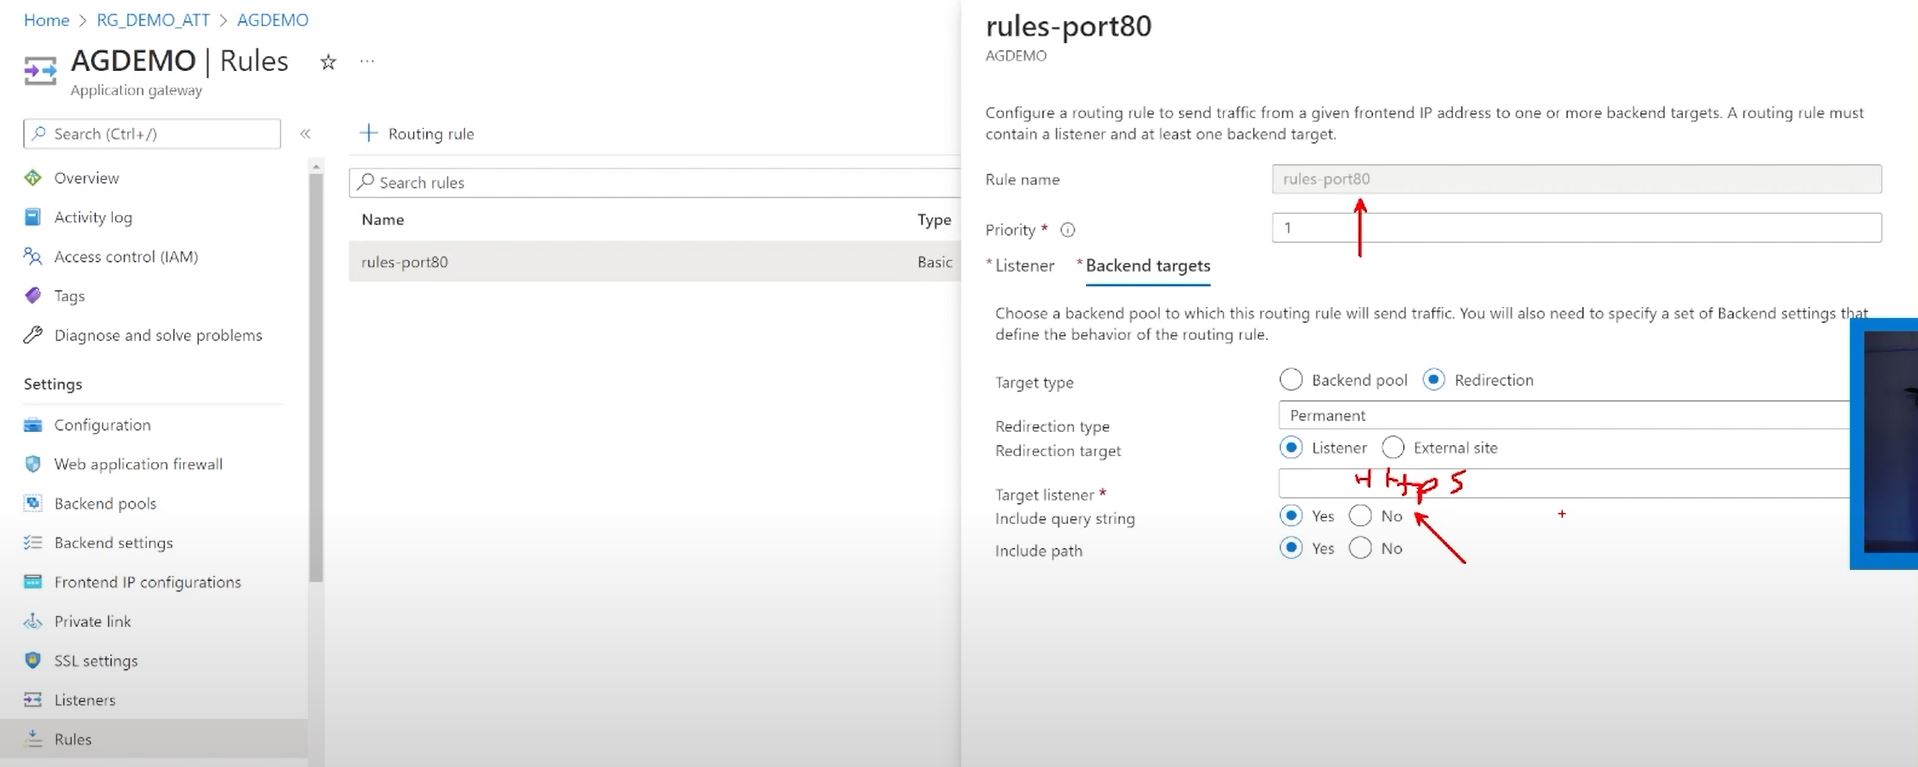 Home > RG_DEMO_ATT > AGDEMO
AGDEMO | Rules
Application gateway
Search (Ctrl+/)
Overview
Activity log
Access control (IAM)
Tags
Diagnose and solve problems
Settings
Configuration
Web application firewall
Backend pools
Backend settings
Frontend IP configurations
Private link
SSL settings
Listeners
Rules
Routing rule
Search rules
Name Type
rules-port80 Basic
rules-port80
AGDEMO
Configure a routing rule to send traffic from a given frontend IP address to one or more backend targets. A routing rule must
contain a listener and at least one backend target.
Rule name rules-port80
Priority * 1
* Listener * Backend targets
Choose a backend pool to which this routing rule will send traffic. You will also need to specify a set of Backend settings that
define the behavior of the routing rule.
Target type Backend pool Redirection
Redirection type Permanent
Redirection target Listener External site
Target listener * Https
Include query string Yes No
Include path Yes No